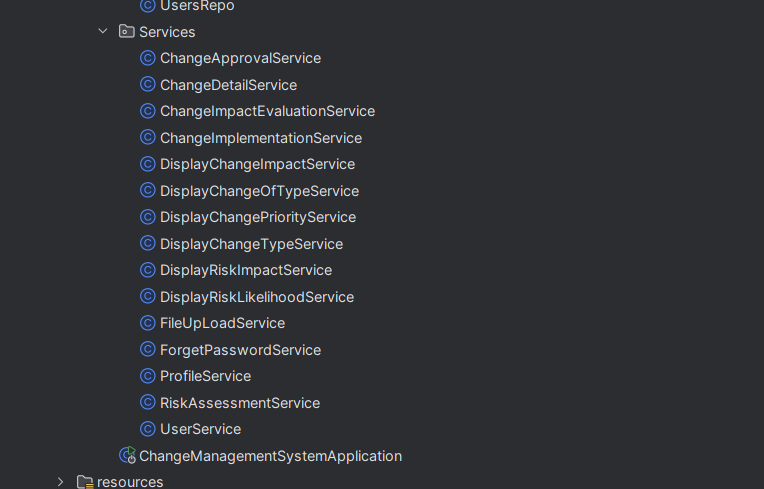 UsersRepo
Services
ChangeApprovalService
ChangeDetailService
ChangeImpactEvaluationService
ChangeImplementationService
DisplayChangeImpactService
DisplayChangeOfTypeService
DisplayChangePriorityService
DisplayChangeTypeService
DisplayRiskImpactService
DisplayRiskLikelihoodService
FileUpLoadService
ForgetPasswordService
ProfileService
RiskAssessmentService
UserService
ChangeManagementSystemApplication
resources